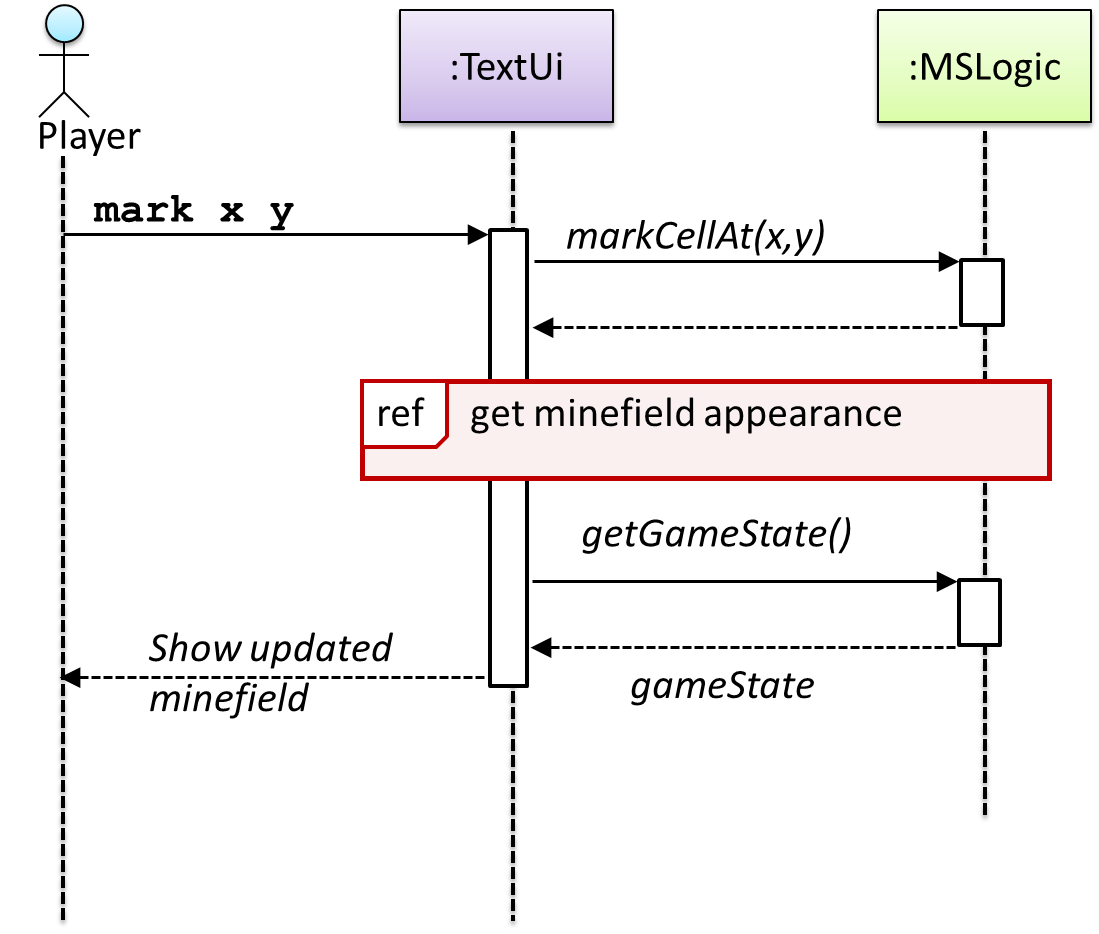 :TextUi
:MSLogic
Player
mark x y
markCellAt(x,y)
ref
get minefield appearance
getGameState()
Show updated
minefield
gameState